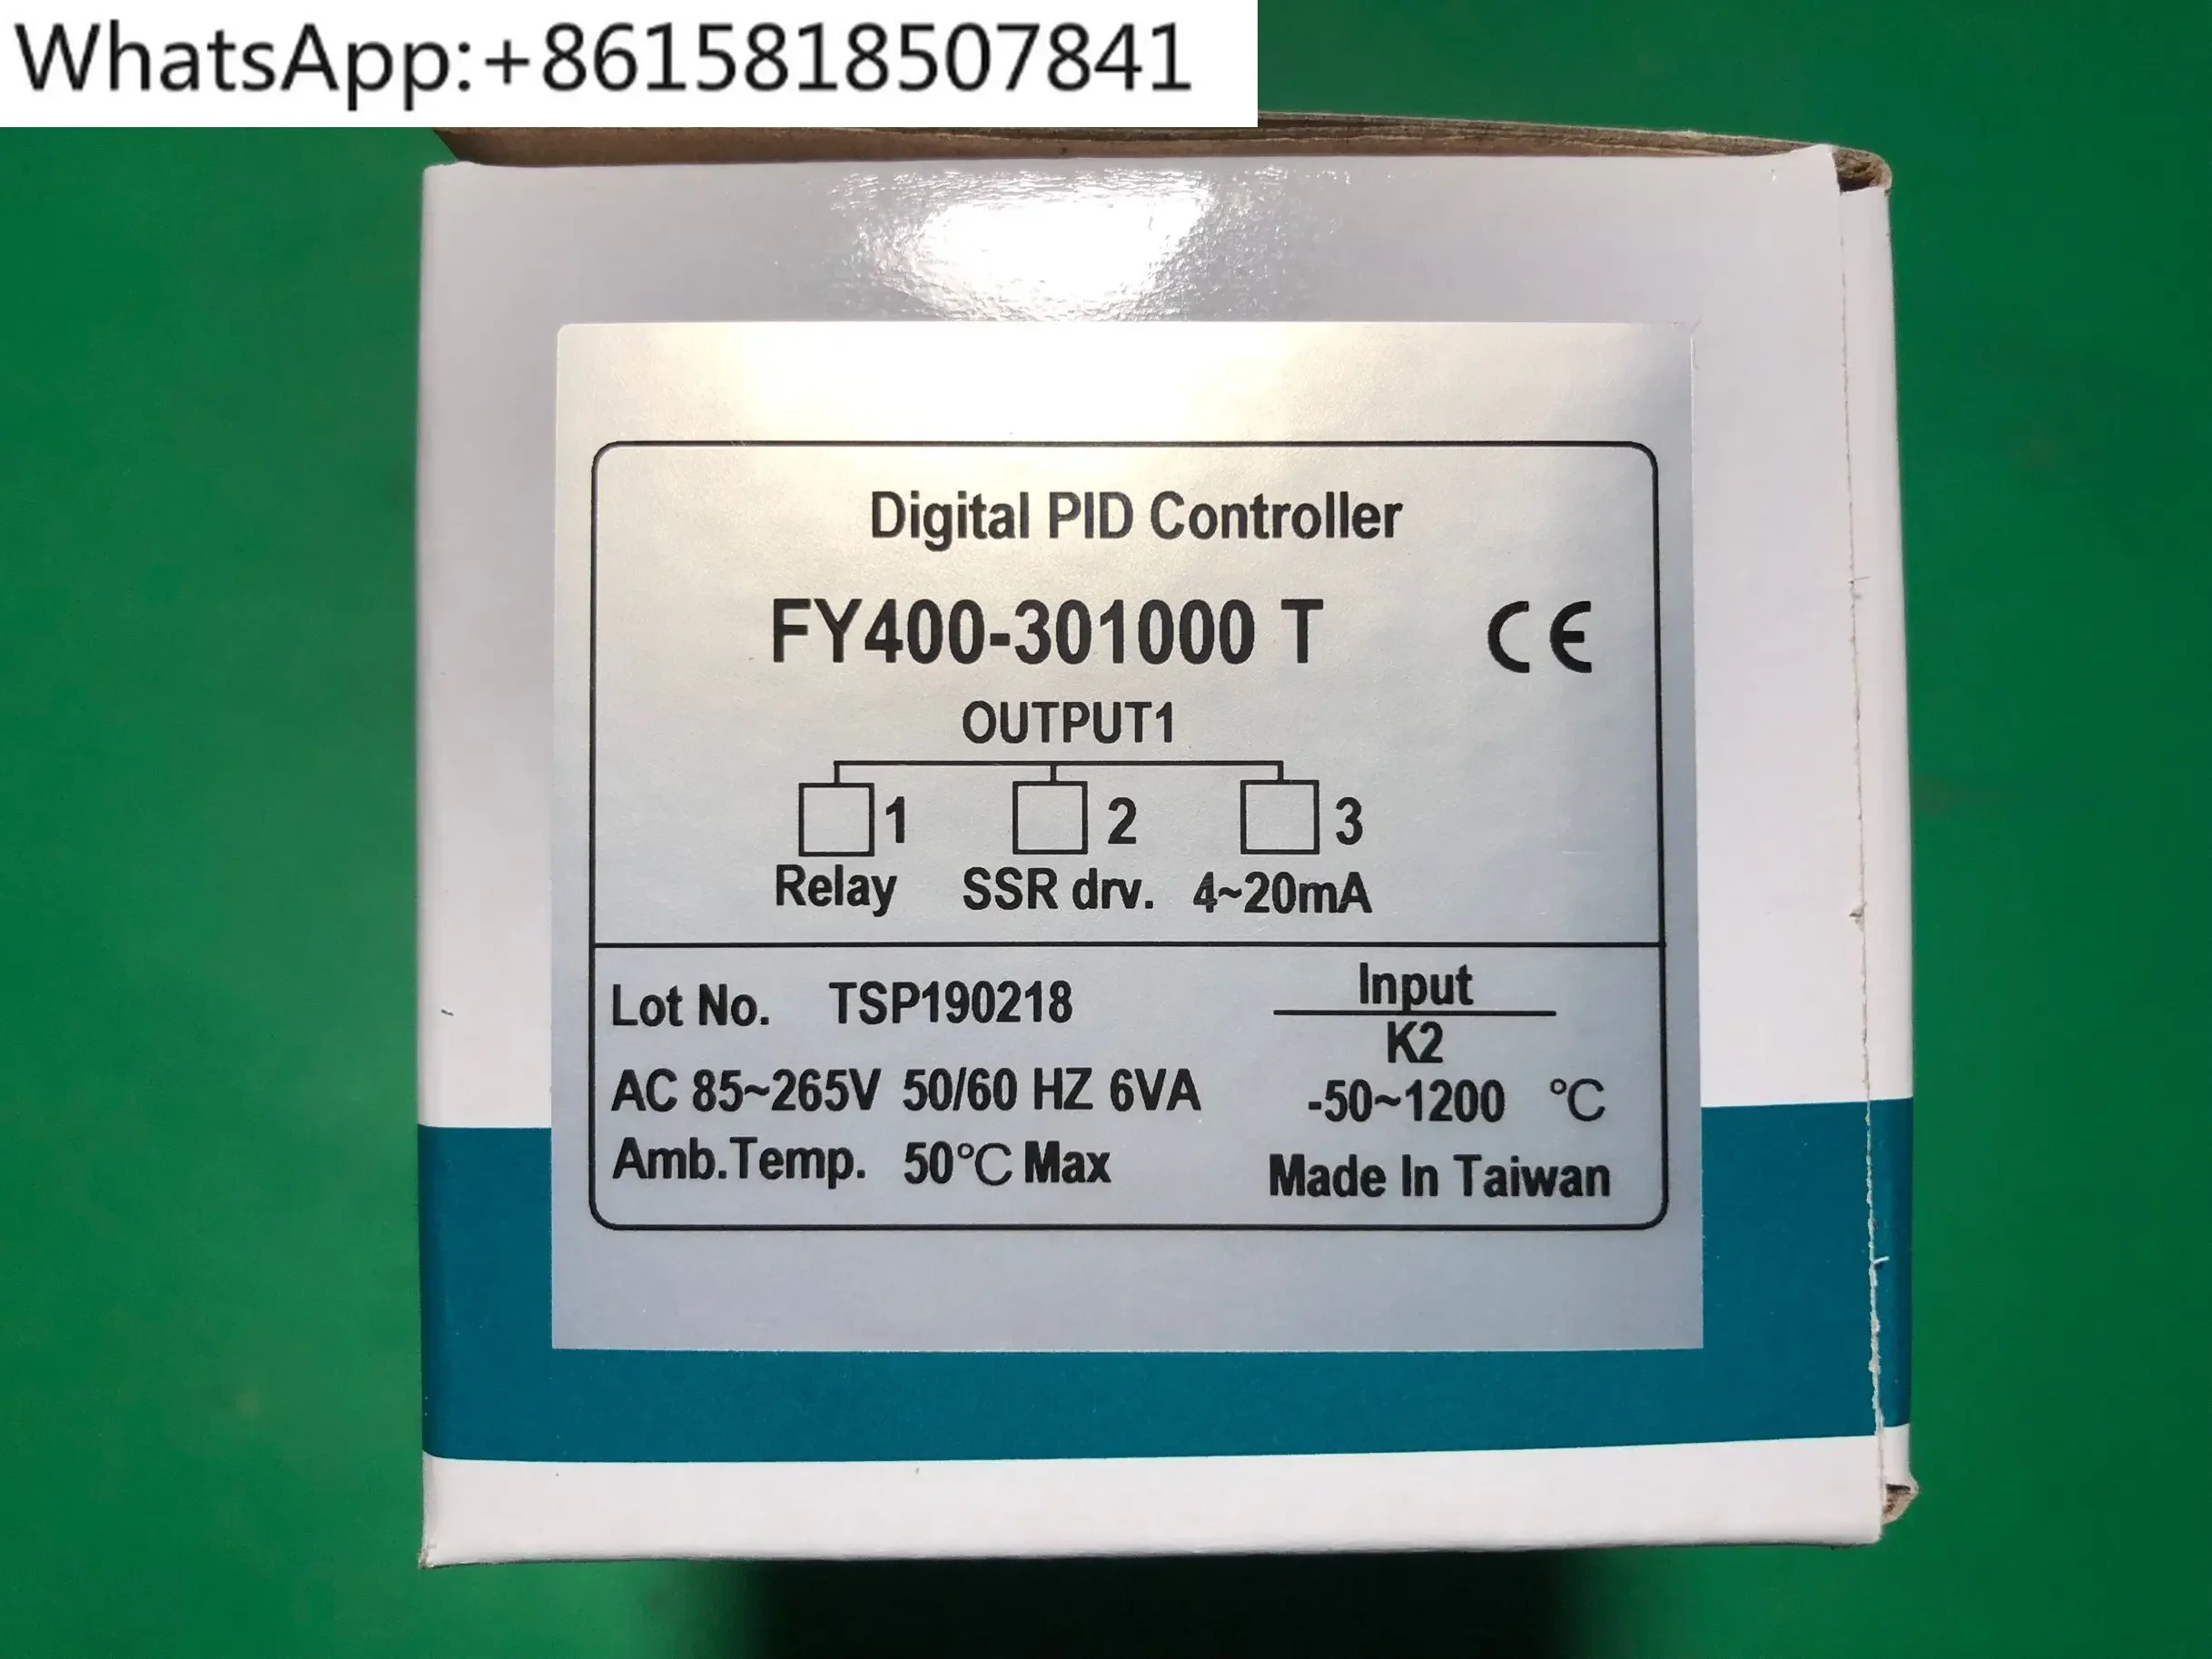 WhatsApp:+8615818507841
Digital PID Controller
FY400-301000 T CE
OUTPUT1
1 2 3
Relay SSR drv. 4~20mA
Lot No. TSP190218
Input
K2
AC 85~265V 50/60 HZ 6VA
-50~1200 °C
Amb.Temp. 50°C Max
Made In Taiwan